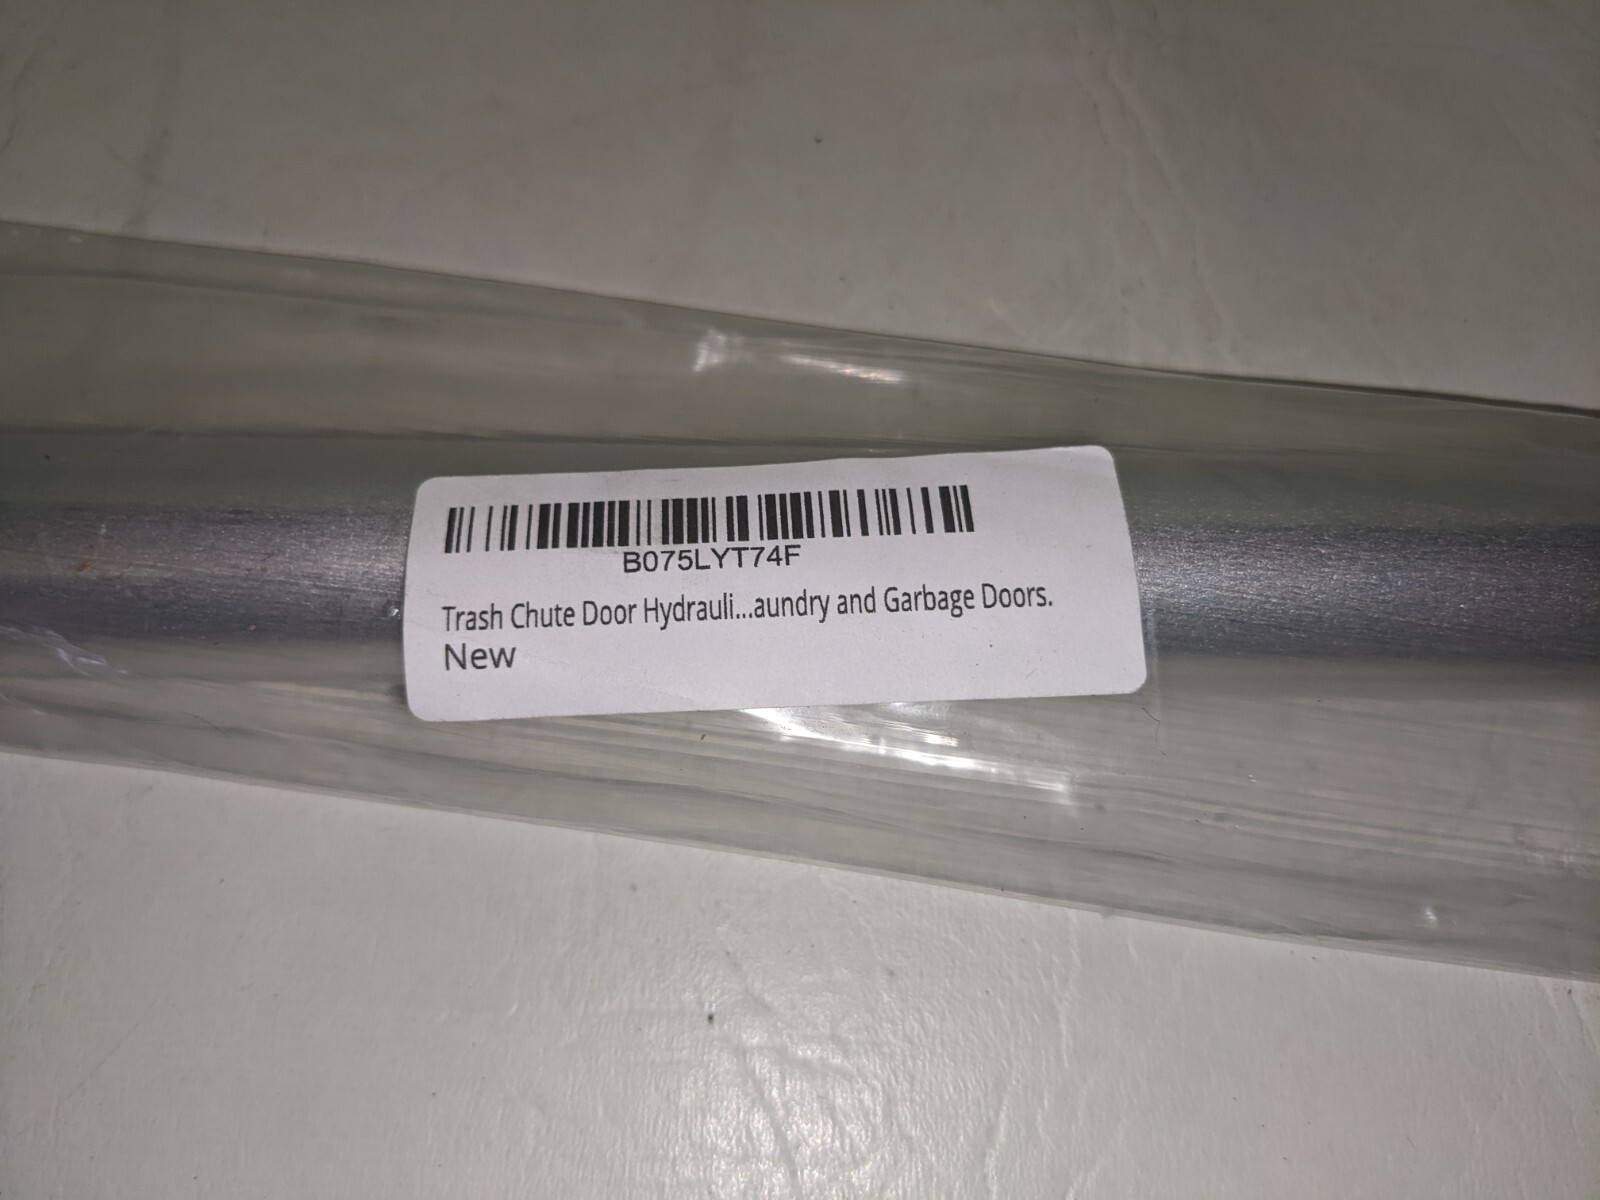 B075LYT74F
Trash Chute Door Hydrauli...aundry and Garbage Doors.
New